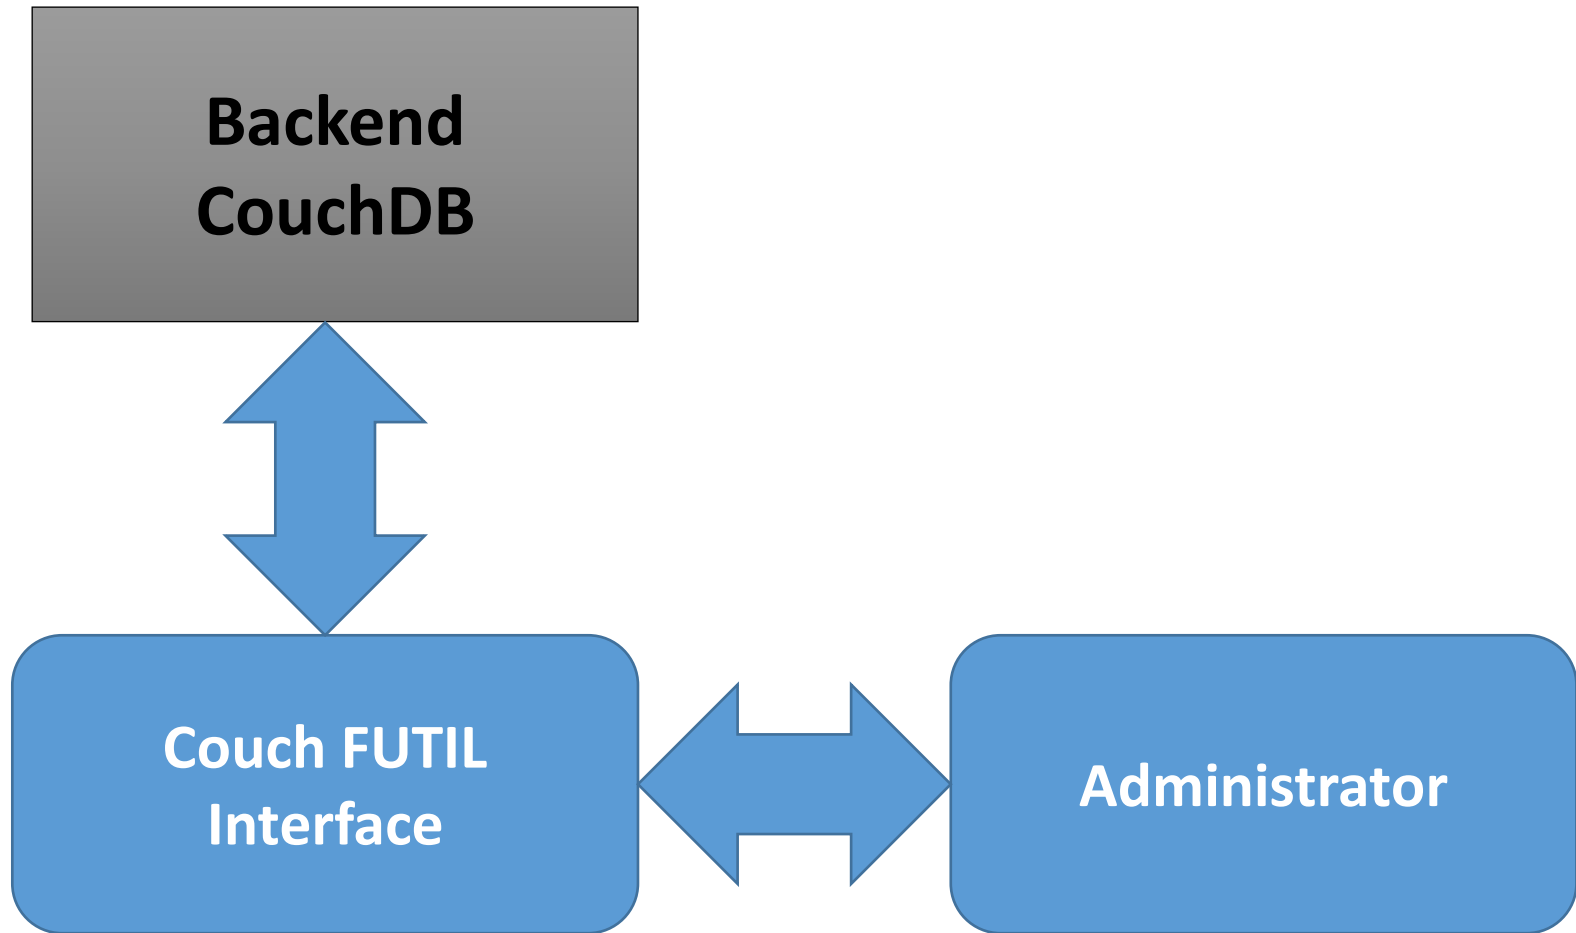 Backend
CouchDB
Couch FUTIL
Interface
Administrator